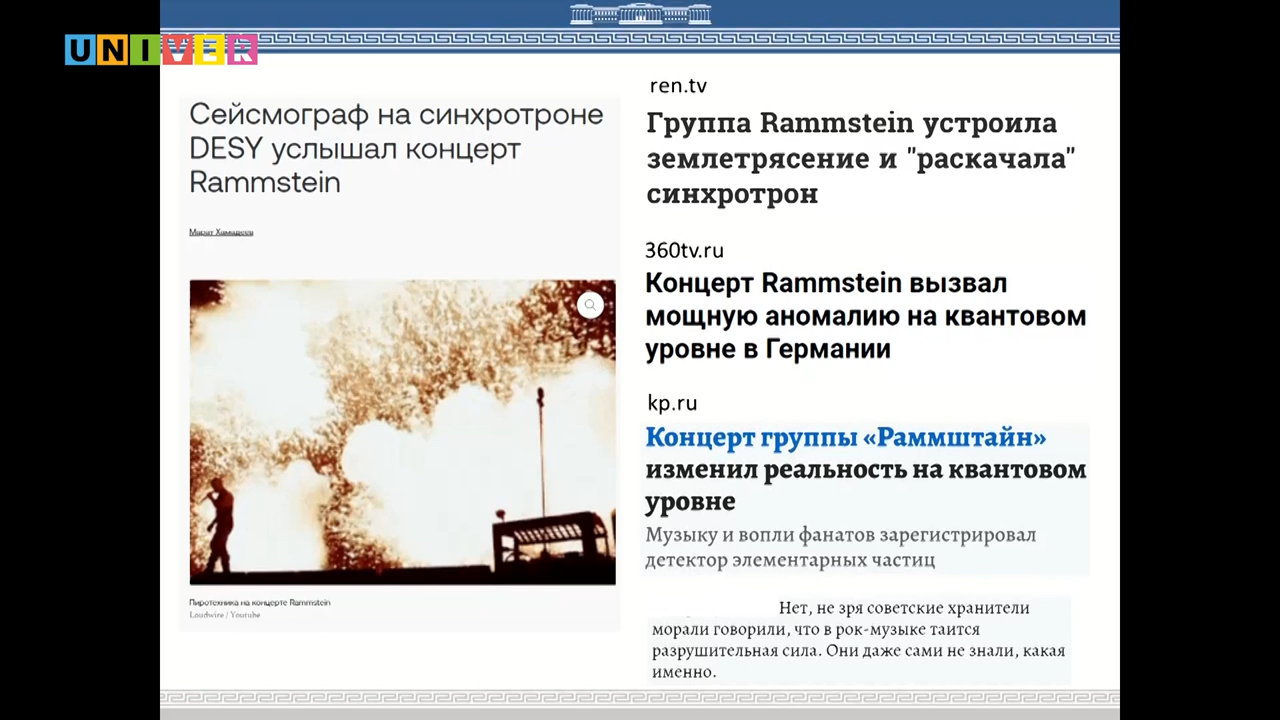 UNIVER
Сейсмограф на синхротроне
DESY услышал концерт
Rammstein
Марат Хамадеев
Пиротехника на концерте Rammstein
Loudwire / Youtube
ren.tv
Группа Rammstein устроила
землетрясение и "раскачала"
синхротрон
360tv.ru
Концерт Rammstein вызвал
мощную аномалию на квантовом
уровне в Германии
kp.ru
Концерт группы «Раммштайн»
изменил реальность на квантовом
уровне
Музыку и вопли фанатов зарегистрировал
детектор элементарных частиц
Нет, не зря советские хранители
морали говорили, что в рок-музыке таится
разрушительная сила. Они даже сами не знали, какая
именно.